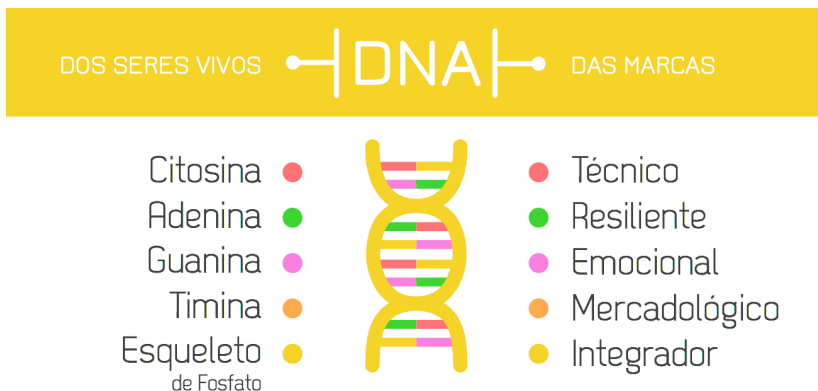 DOS SERES VIVOS DNA DAS MARCAS
Citosina Técnico
Adenina Resiliente
Guanina Emocional
Timina Mercadológico
Esqueleto Integrador
de Fosfato